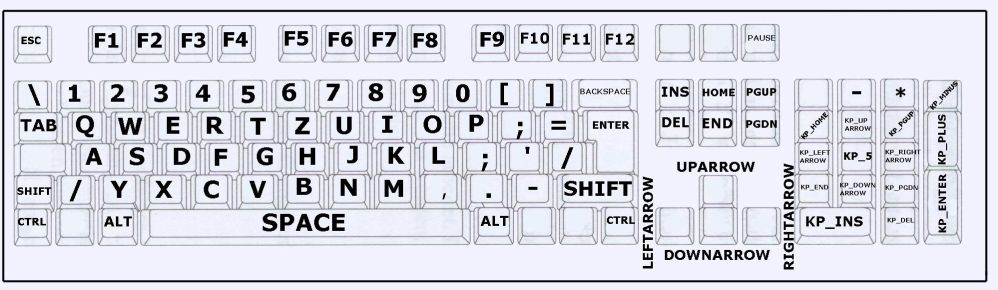 ESC F1 F2 F3 F4 F5 F6 F7 F8 F9 F10 F11 F12 PAUSE
\ 1 2 3 4 5 6 7 8 9 0 [ ] BACKSPACE INS HOME PGUP - * KP_MINUS
TAB Q W E R T Z U I O P ; = ENTER DEL END PGDN KP_HOME KP_UP ARROW KP_PGUP KP_PLUS
A S D F G H J K L ; ' / KP_LEFT ARROW KP_5 KP_RIGHT ARROW
UPARROW
SHIFT / Y X C V B N M , . - SHIFT LEFTARROW RIGHTARROW KP_END KP_DOWN ARROW KP_PGDN KP_ENTER
CTRL ALT SPACE ALT CTRL KP_INS KP_DEL
DOWNARROW